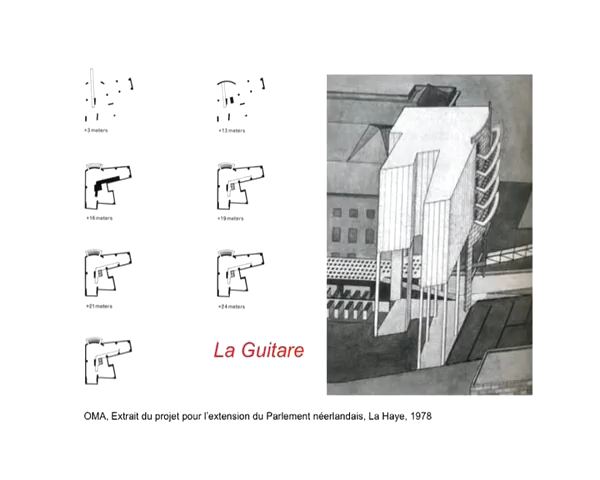 +3 meters
+13 meters
+16 meters
+19 meters
+21 meters
+24 meters
La Guitare
OMA, Extrait du projet pour l'extension du Parlement néerlandais, La Haye, 1978